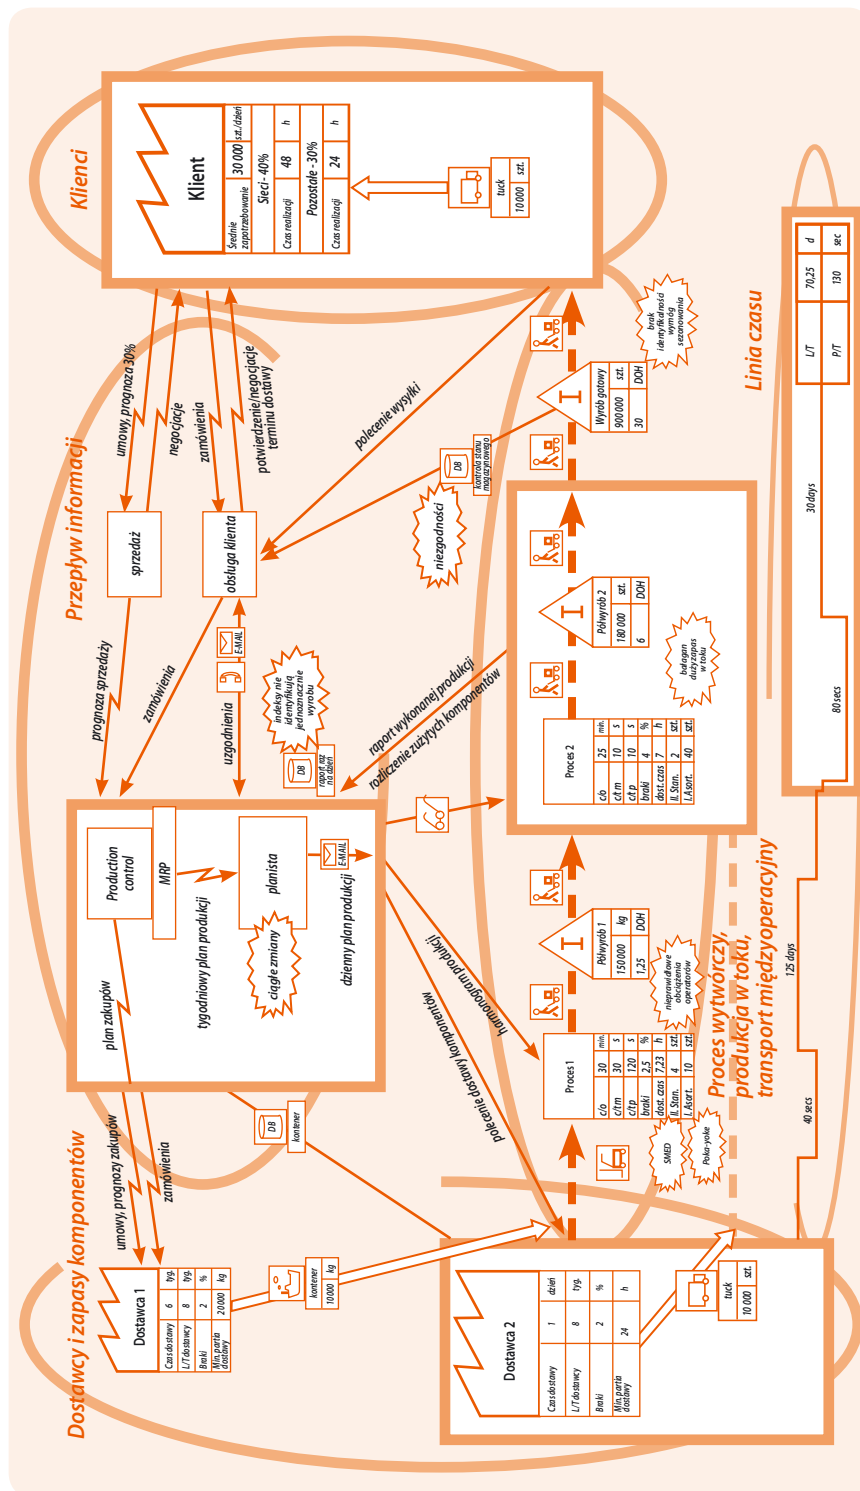 Dostawcy i zapasy komponentów
Przepływ informacji
Klienci
Dostawca 1
Czas dostawy 6 tyg.
L/T dostawcy 8 tyg.
Braki 2 %
Min. partia
dostawy 20000 kg
umowy, prognozy zakupów
zamówienia
kontener
10 000 kg
DB
kontener
plan zakupów
Production
control
MRP
tygodniowy plan produkcji
planista
ciągłe zmiany
E-MAIL
dzienny plan produkcji
prognoza sprzedaży
zamówienia
uzgodnienia
E-MAIL
DB
raport, raz
na dzień
indeksy nie
identyfikują
jednoznacznie
wyrobu
sprzedaż
obsługa klienta
umowy, prognoza 30%
negocjacje
zamówienia
potwierdzenie/negocjacje
terminu dostawy
Klient
Średnie
zapotrzebowanie 30 000 szt./dzień
Sieci - 40%
Czas realizacji 48 h
Pozostałe - 30%
Czas realizacji 24 h
tuck
10 000 szt.
polecenie wysyłki
DB
kontrola stanu
magazynowego
niezgodności
raport wykonanej produkcji
rozliczenie zużytych komponentów
harmonogram produkcji
polecenie dostawy komponentów
Dostawca 2
Czas dostawy 1 dzień
L/T dostawcy 8 tyg.
Braki 2 %
Min. partia
dostawy 24 h
tuck
10 000 szt.
Proces 1
c/o 30 min.
c/t m 30 s
c/t p 120 s
braki 2,5 %
dost. czas 7,23 h
Il. Stan. 4 szt.
I. Asort. 10 szt.
SMED
Poka-yoke
I
Półwyrób 1
150 000 kg
1,25 DOH
nieprawidłowe
obciążenia
operatorów
Proces wytwórczy,
produkcja w toku,
transport międzyoperacyjny
Proces 2
c/o 25 min.
c/t m 10 s
c/t p 10 s
braki 4 %
dost. czas 7 h
Il. Stan. 2 szt.
I. Asort. 40 szt.
I
Półwyrób 2
180 000 szt.
6 DOH
bałagan
duży zapas
w toku
I
Wyrób gotowy
900 000 szt.
30 DOH
brak
identyfikalności
wymóg
sezonowania
Linia czasu
40 secs
125 days
80 secs
30 days
L/T 70,25 d
P/T 130 sec